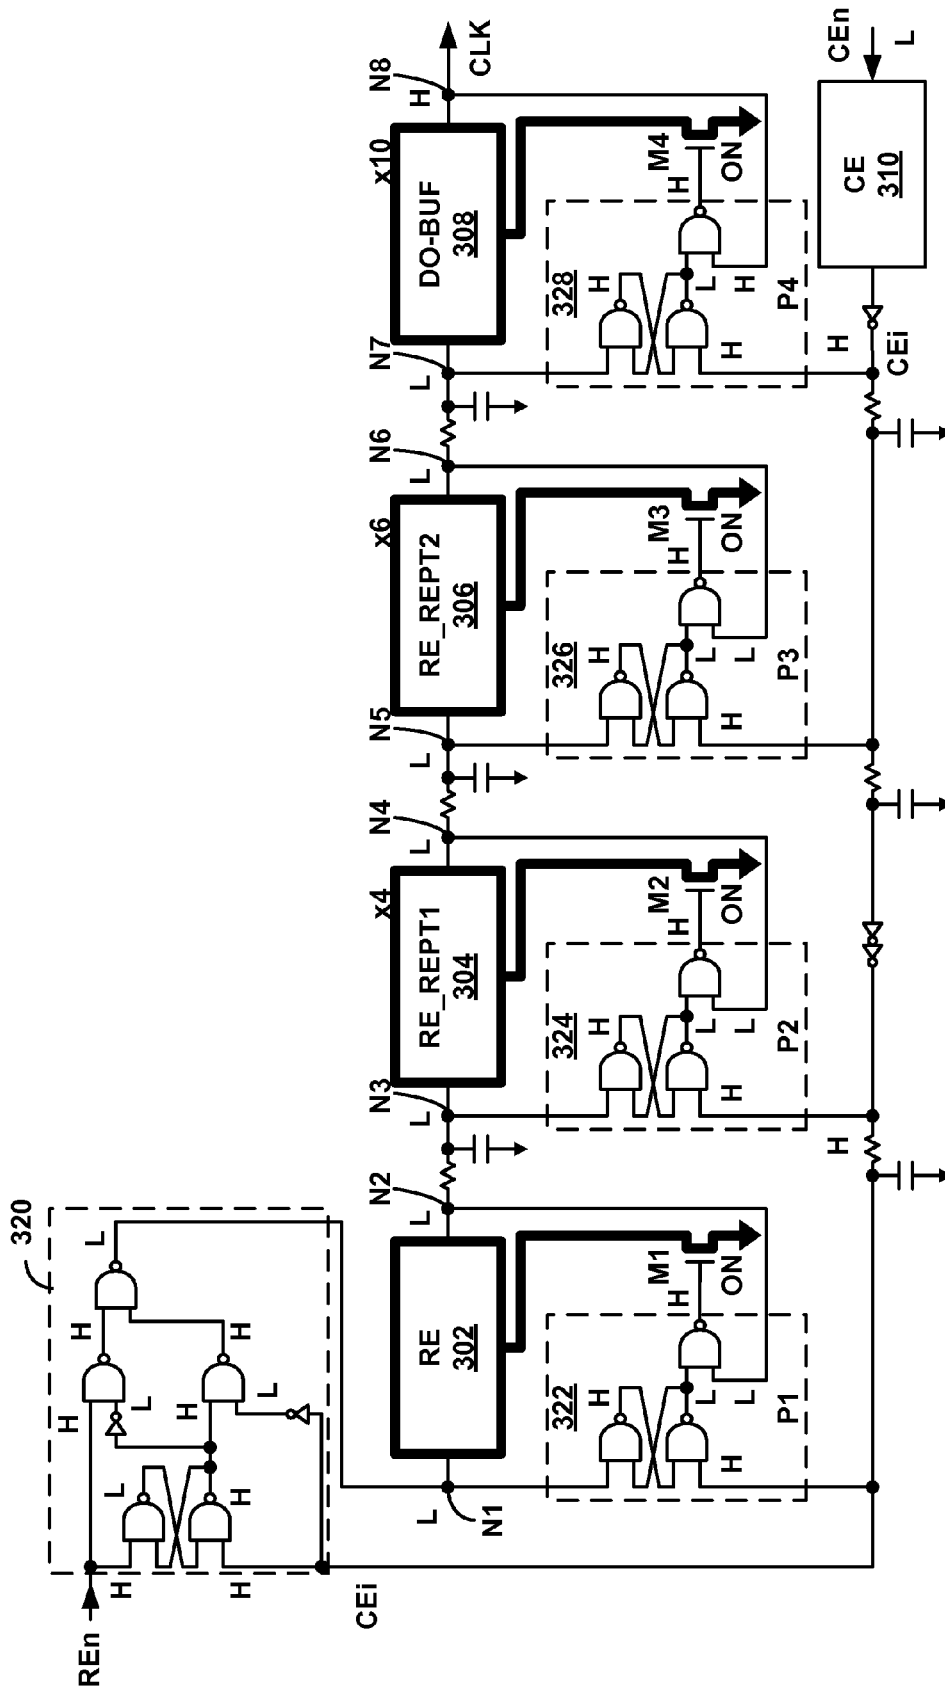 320
REn
H
L
H
H
H
L
H
L
H
H
L
L
CEi
L
N1
RE
302
L
N2
322
H
H
L
L
P1
H
M1
ON
L
N3
RE_REPT1
304
x4
L
N4
324
H
H
L
L
P2
H
M2
ON
H
L
N5
RE_REPT2
306
x6
L
N6
326
H
H
L
L
P3
H
M3
ON
L
N7
DO-BUF
308
x10
H
N8
CLK
328
H
H
L
H
P4
H
M4
ON
H
CEi
CE
310
CEn
L